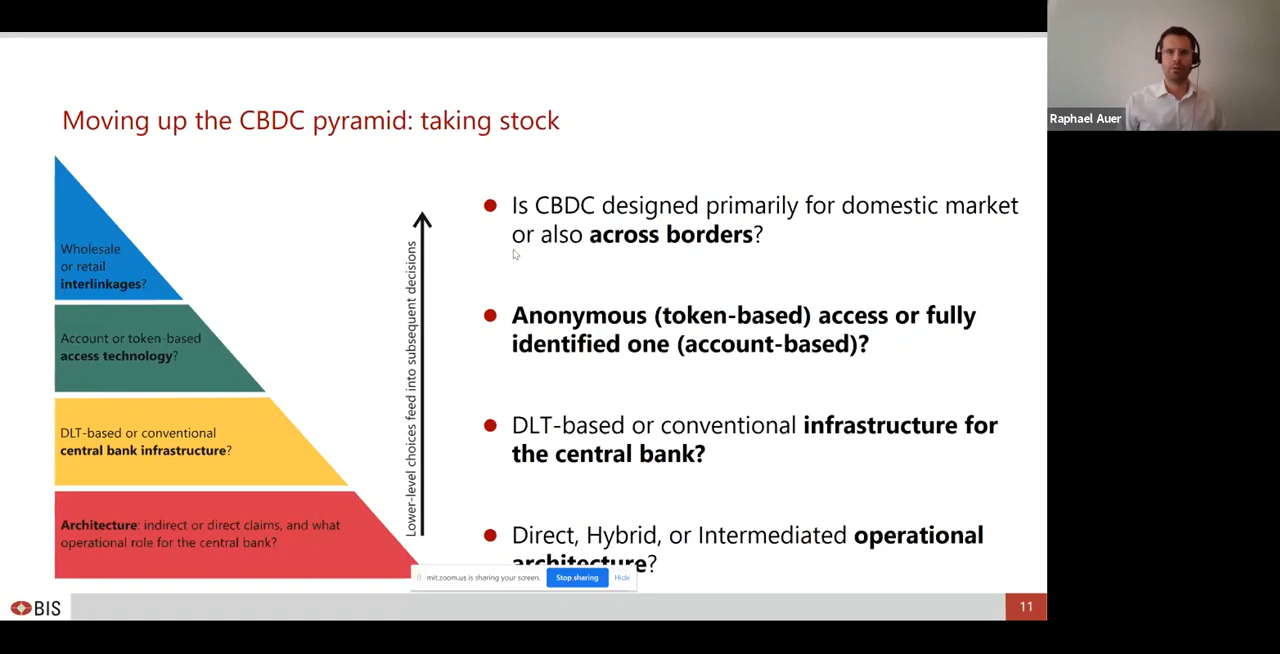 Raphael Auer
Moving up the CBDC pyramid: taking stock
Wholesale
or retail
interlinkages?
Account or token-based
access technology?
DLT-based or conventional
central bank infrastructure?
Architecture: indirect or direct claims, and what
operational role for the central bank?
Lower-level choices feed into subsequent decisions
Is CBDC designed primarily for domestic market
or also across borders?
Anonymous (token-based) access or fully
identified one (account-based)?
DLT-based or conventional infrastructure for
the central bank?
Direct, Hybrid, or Intermediated operational
architecture?
mit.zoom.us is sharing your screen.
Stop sharing
Hide
BIS
11